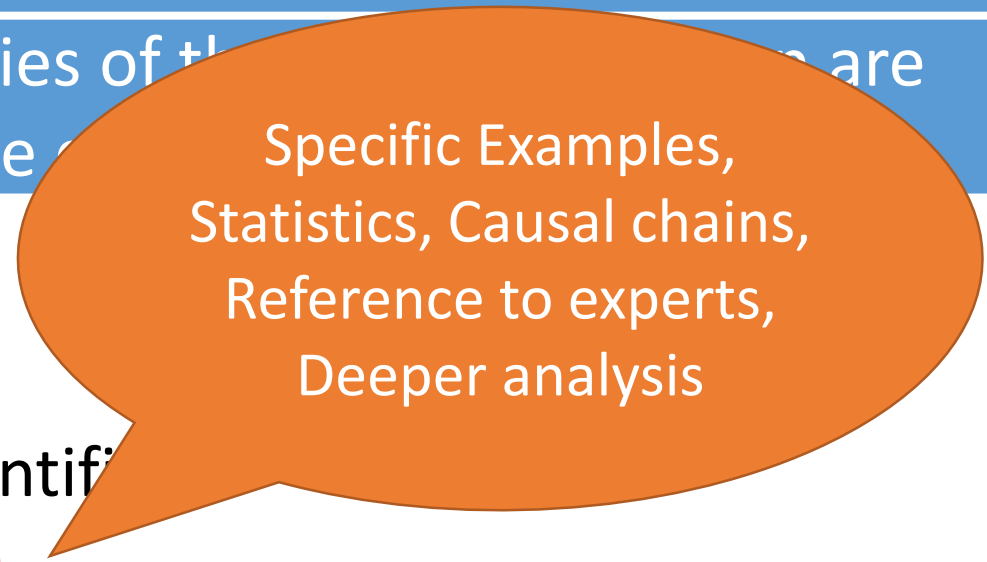 ies of th are
e
Specific Examples,
Statistics, Causal chains,
Reference to experts,
Deeper analysis
ntifi